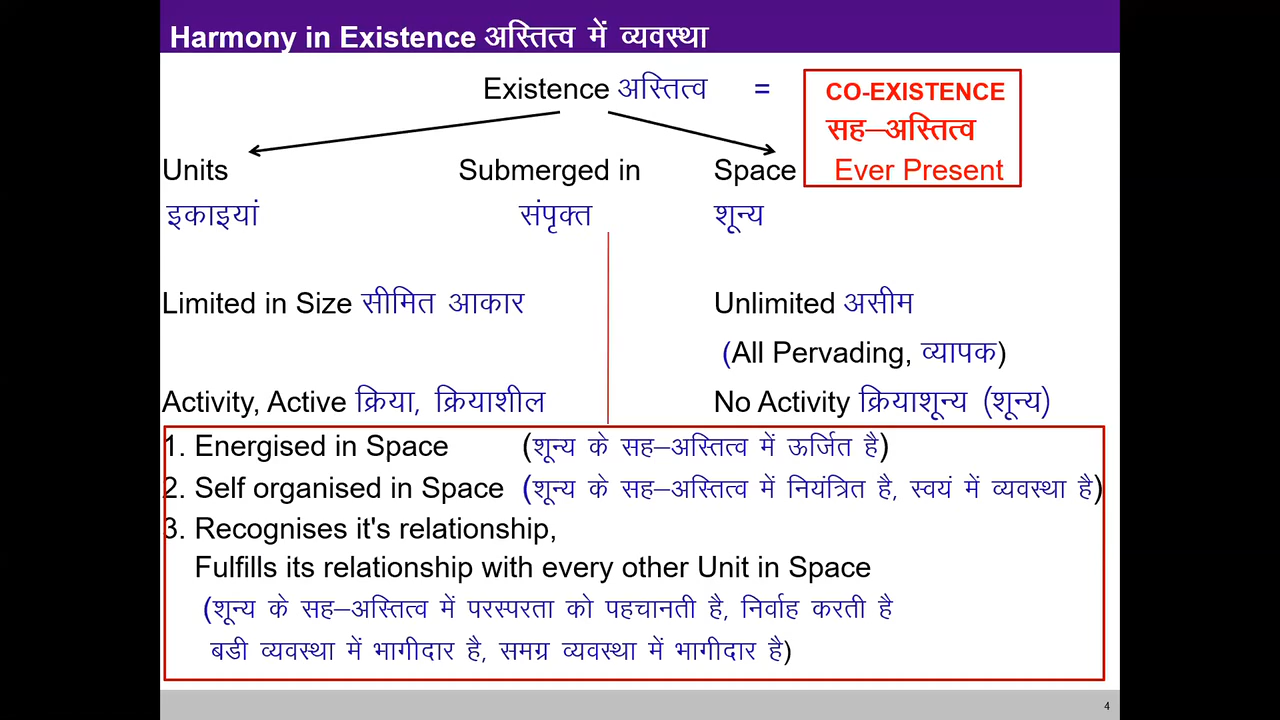 Harmony in Existence अस्तित्व में व्यवस्था
Existence अस्तित्व =
CO-EXISTENCE
सह–अस्तित्व
Ever Present
Units Submerged in Space
इकाइयां संपृक्त शून्य
Limited in Size सीमित आकार Unlimited असीम
(All Pervading, व्यापक)
Activity, Active क्रिया, क्रियाशील No Activity क्रियाशून्य (शून्य)
1. Energised in Space (शून्य के सह–अस्तित्व में ऊर्जित है)
2. Self organised in Space (शून्य के सह–अस्तित्व में नियंत्रित है, स्वयं में व्यवस्था है)
3. Recognises it's relationship,
Fulfills its relationship with every other Unit in Space
(शून्य के सह–अस्तित्व में परस्परता को पहचानती है, निर्वाह करती है
बडी व्यवस्था में भागीदार है, समग्र व्यवस्था में भागीदार है)
4